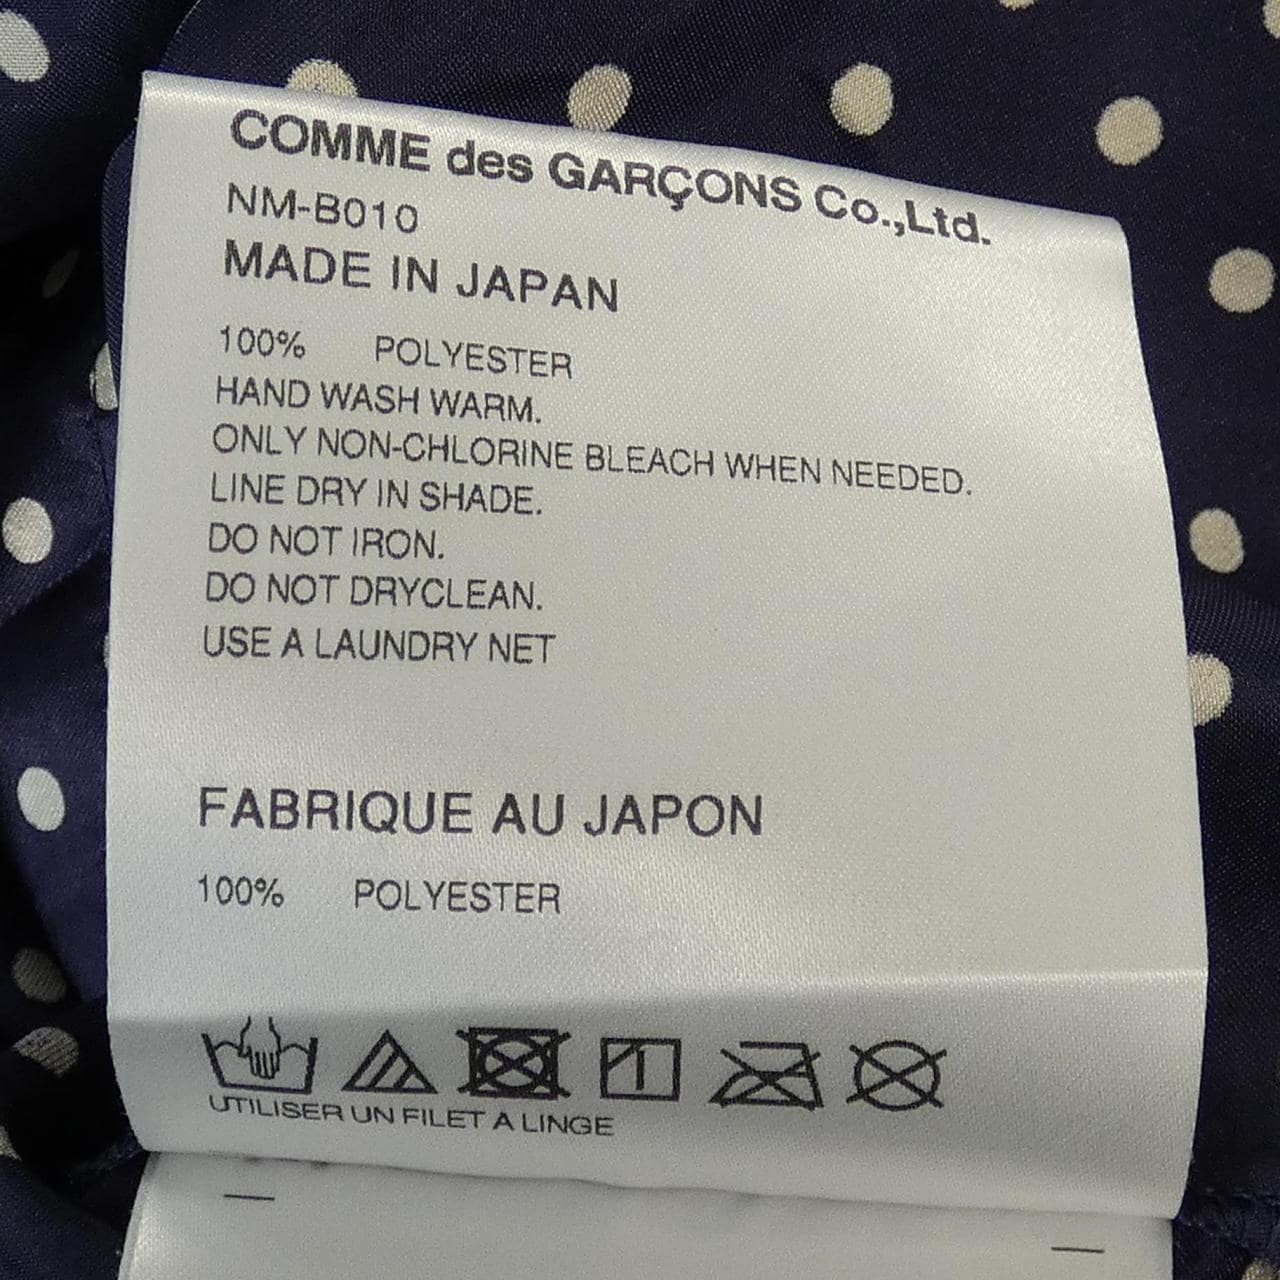 COMME des GARÇONS Co.,Ltd.
NM-B010
MADE IN JAPAN
100% POLYESTER
HAND WASH WARM.
ONLY NON-CHLORINE BLEACH WHEN NEEDED.
LINE DRY IN SHADE.
DO NOT IRON.
DO NOT DRYCLEAN.
USE A LAUNDRY NET
FABRIQUE AU JAPON
100% POLYESTER
UTILISER UN FILET A LINGE